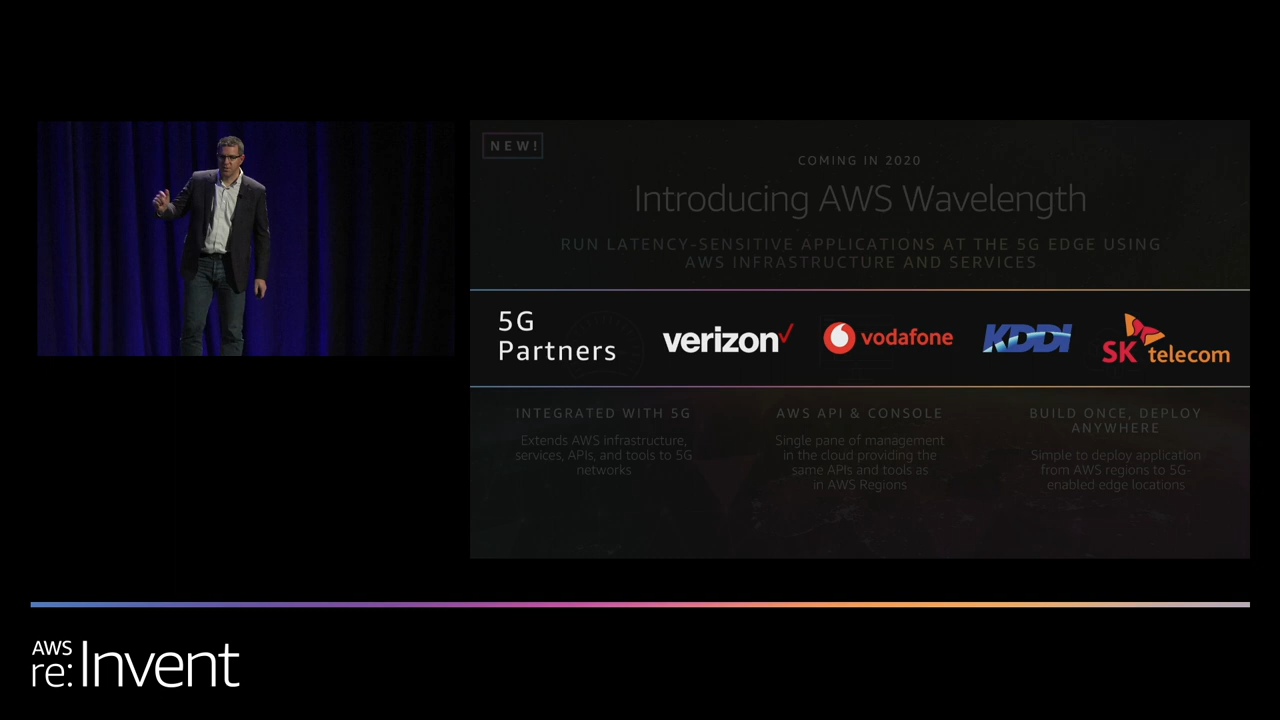 NEW!
COMING IN 2020
Introducing AWS Wavelength
RUN LATENCY-SENSITIVE APPLICATIONS AT THE 5G EDGE USING
AWS INFRASTRUCTURE AND SERVICES
5G
Partners
verizon
vodafone
KDDI
SK telecom
INTEGRATED WITH 5G
Extends AWS infrastructure,
services, APIs, and tools to 5G
networks
AWS API & CONSOLE
Single pane of management
in the cloud providing the
same APIs and tools as
in AWS Regions
BUILD ONCE, DEPLOY
ANYWHERE
Simple to deploy application
from AWS regions to 5G-
enabled edge locations
AWS
re:Invent